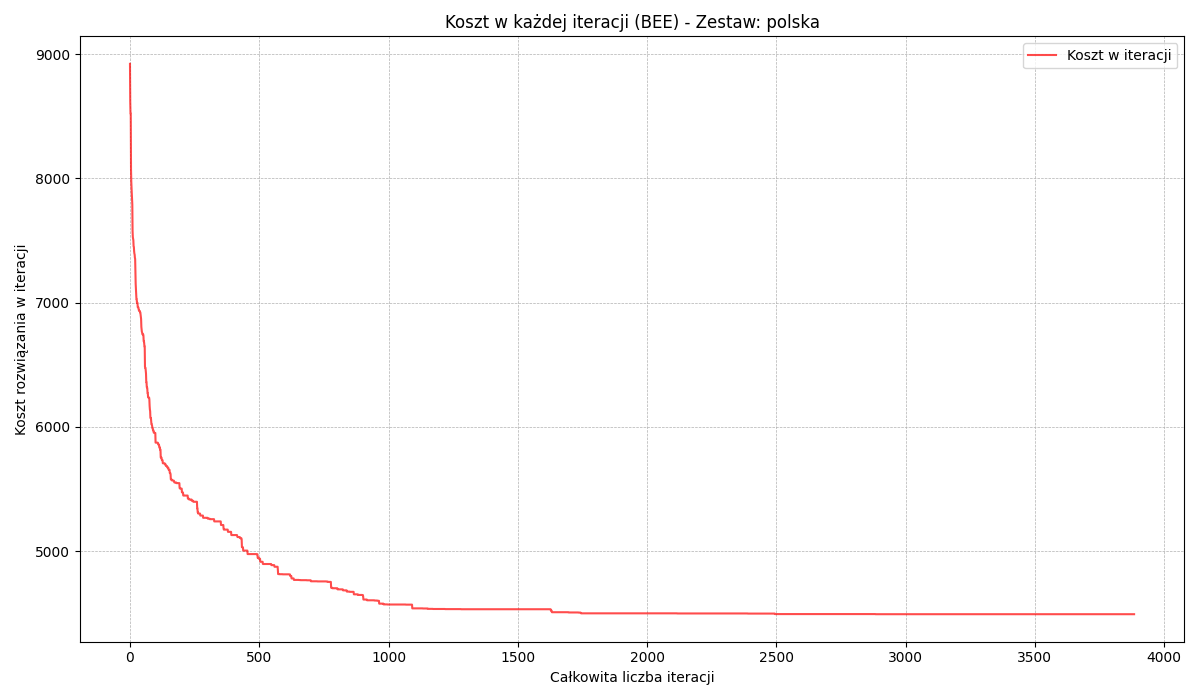 Koszt w każdej iteracji (BEE) - Zestaw: polska
Koszt w iteracji
Koszt rozwiązania w iteracji
9000
8000
7000
6000
5000
0 500 1000 1500 2000 2500 3000 3500 4000
Całkowita liczba iteracji